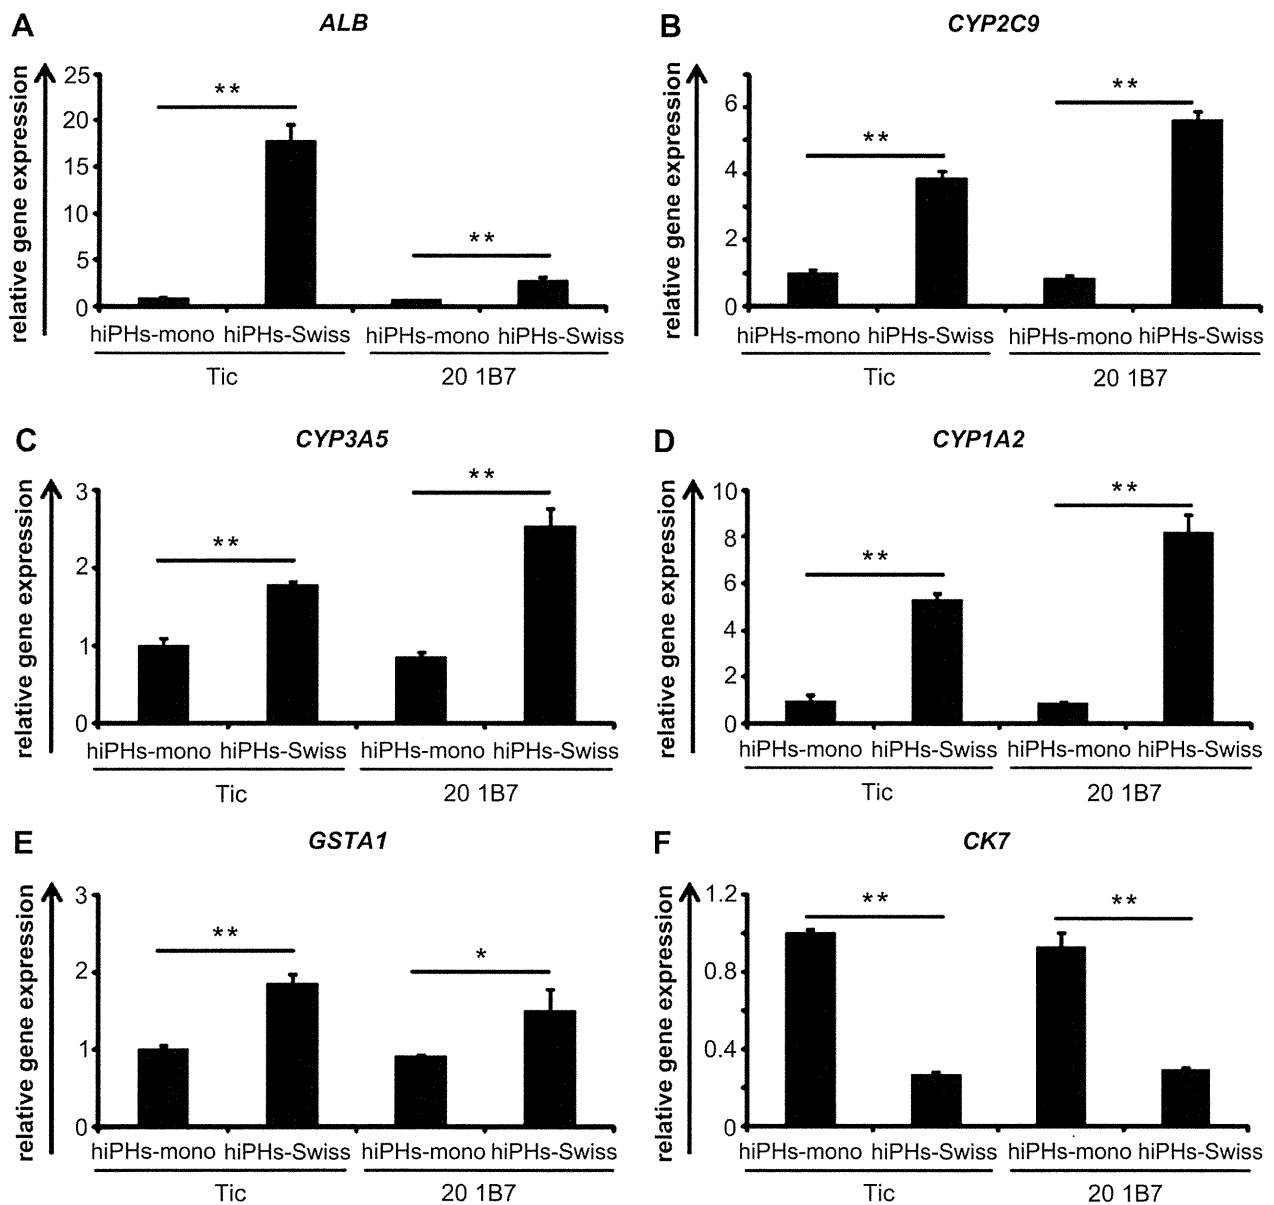 A
ALB
relative gene expression
25
20
15
10
5
0
**
**
hiPHs-mono hiPHs-Swiss hiPHs-mono hiPHs-Swiss
Tic 20 1B7
B
CYP2C9
relative gene expression
6
4
2
0
**
**
hiPHs-mono hiPHs-Swiss hiPHs-mono hiPHs-Swiss
Tic 20 1B7
C
CYP3A5
relative gene expression
3
2
1
0
**
**
hiPHs-mono hiPHs-Swiss hiPHs-mono hiPHs-Swiss
Tic 20 1B7
D
CYP1A2
relative gene expression
10
8
6
4
2
0
**
**
hiPHs-mono hiPHs-Swiss hiPHs-mono hiPHs-Swiss
Tic 20 1B7
E
GSTA1
relative gene expression
3
2
1
0
**
*
hiPHs-mono hiPHs-Swiss hiPHs-mono hiPHs-Swiss
Tic 20 1B7
F
CK7
relative gene expression
1.2
0.8
0.4
0
**
**
hiPHs-mono hiPHs-Swiss hiPHs-mono hiPHs-Swiss
Tic 20 1B7